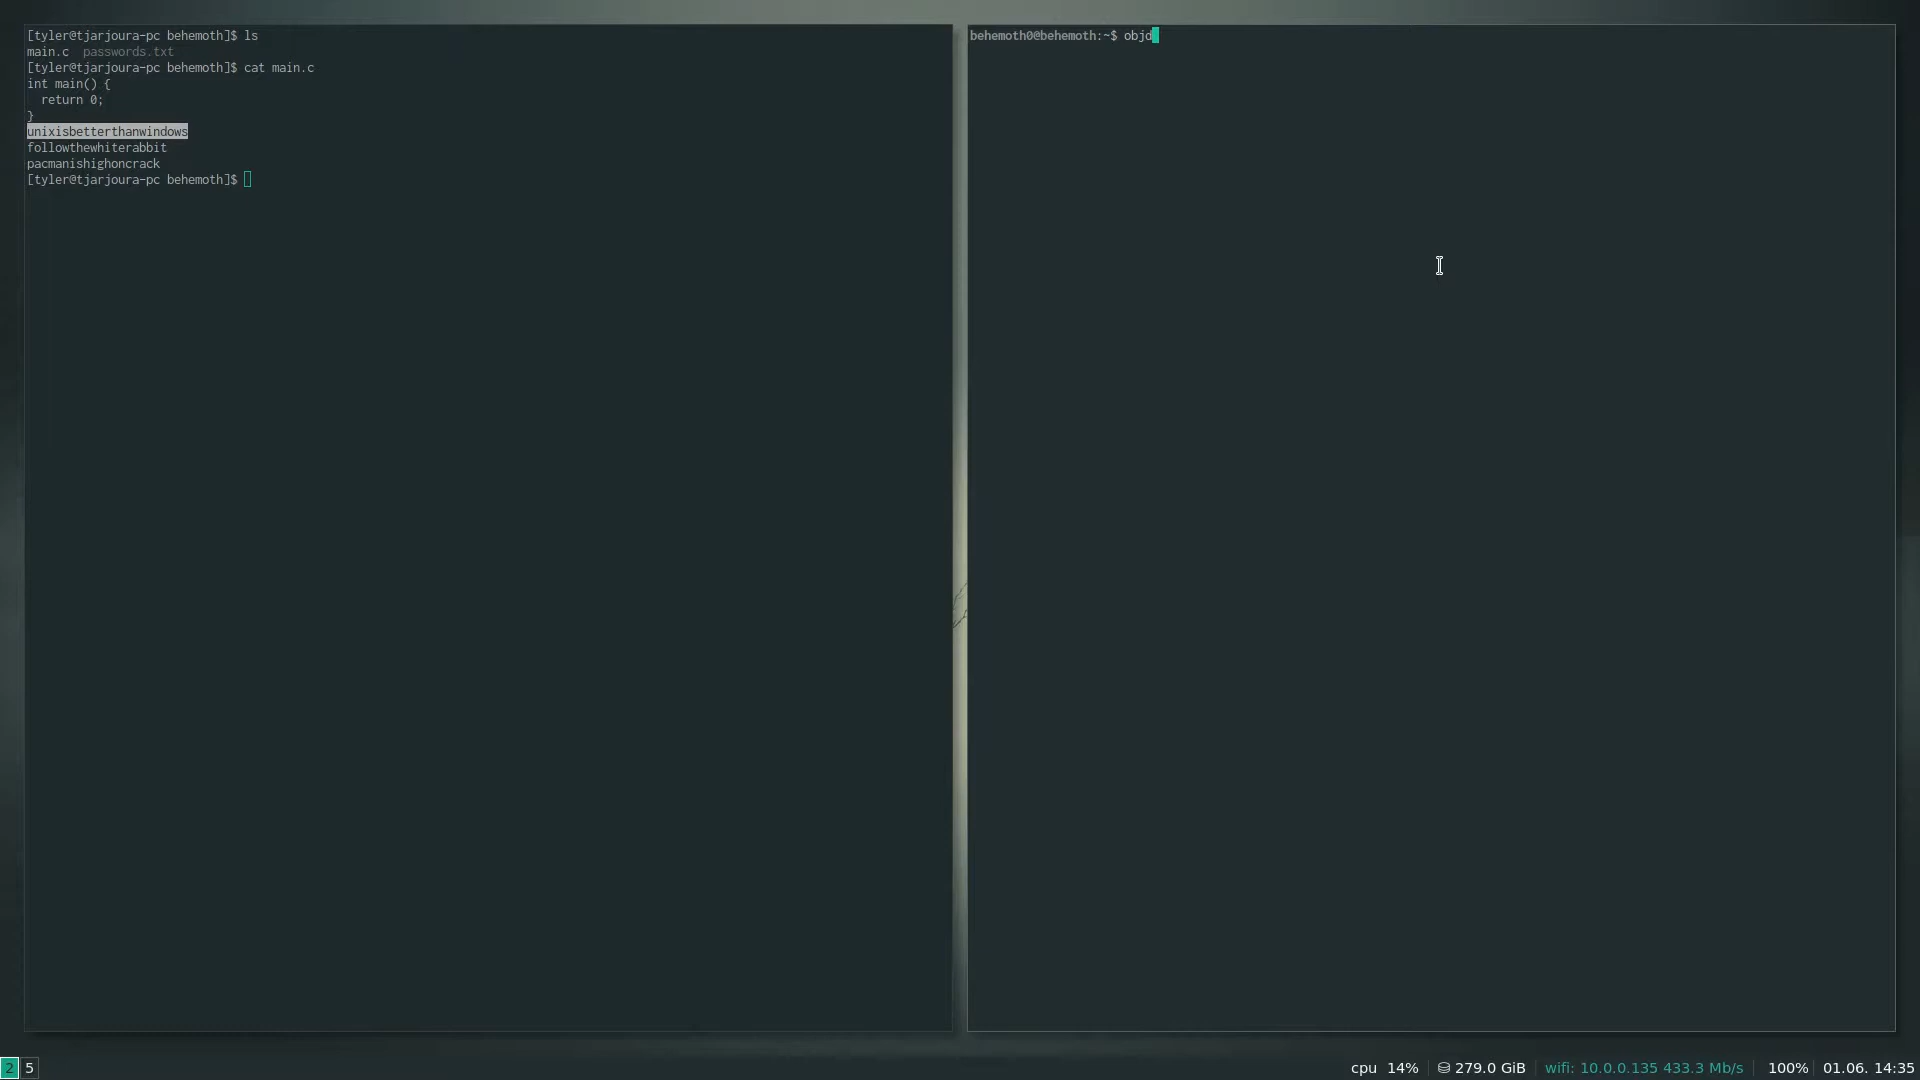 [tyler@tjarjoura-pc behemoth]$ ls
main.c  passwords.txt
[tyler@tjarjoura-pc behemoth]$ cat main.c
int main() {
  return 0;
}
unixisbetterthanwindows
followthewhiterabbit
pacmanishighoncrack
[tyler@tjarjoura-pc behemoth]$
behemoth0@behemoth:~$ objd
2 5
cpu 14% 279.0 GiB wifi: 10.0.0.135 433.3 Mb/s 100% 01.06. 14:35